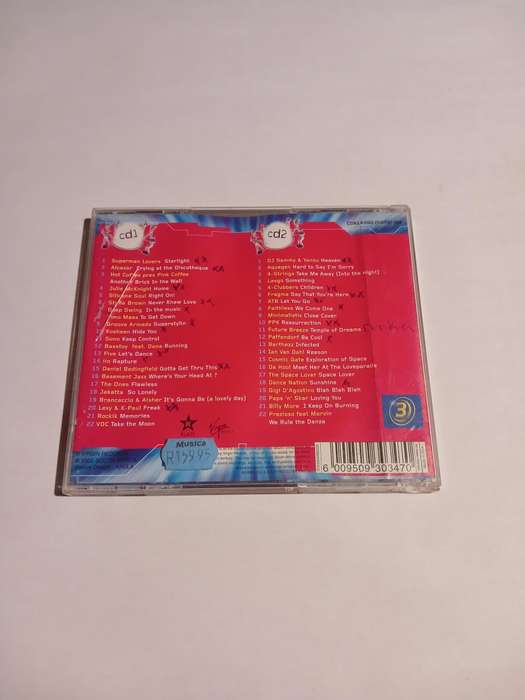 cd1
1 Superman Lovers Starlight
2 Alcazar Crying at the Discotheque
3 Hot Coffee pres Pink Coffee
Another Brick in the Wall
4 Julie McKnight Home
5 Silicone Soul Right On!
6 Steve Brown Never Knew Love
7 Deep Swing In the music
8 Timo Maas To Get Down
9 Groove Armada Superstylin
10 Kosheen Hide You
11 Sono Keep Control
12 Basstoy feat. Dana Running
13 Five Let's Dance
14 Iio Rapture
15 Daniel Bedingfield Gotta Get Thru This
16 Basement Jaxx Where's Your Head At ?
17 The Ones Flawless
18 Jakatta So Lonely
19 Brancaccio & Aisher It's Gonna Be (a lovely day)
20 Lexy & K-Paul Freak
21 Rockk Memories
22 VDC Take the Moon
cd2
1 DJ Sammy & Yanou Heaven
2 Aquagen Hard to Say I'm Sorry
3 4-Strings Take Me Away (Into the night)
4 Lasgo Something
5 4-Clubbers Children
6 Fragma Say That You're Here
7 ATB Let You Go
8 Faithless We Come One
9 Minimalistix Close Cover
10 PPK Resurrection
11 Future Breeze Temple of Dreams
12 Paffendorf Be Cool
13 Barthezz Infected
14 Ian Van Dahl Reason
15 Cosmic Gate Exploration of Space
16 Da Hool Meet Her At The Loveparade
17 The Space Lover Space Lover
18 Dance Nation Sunshine
19 Gigi D'Agostino Blah Blah Blah
20 Papa 'n' Star Loving You
21 Billy More I Keep On Burning
22 Prezioso feat Marvin
We Rule the Danza
3
Musica
R159.95
Virgin
6 009509 303470